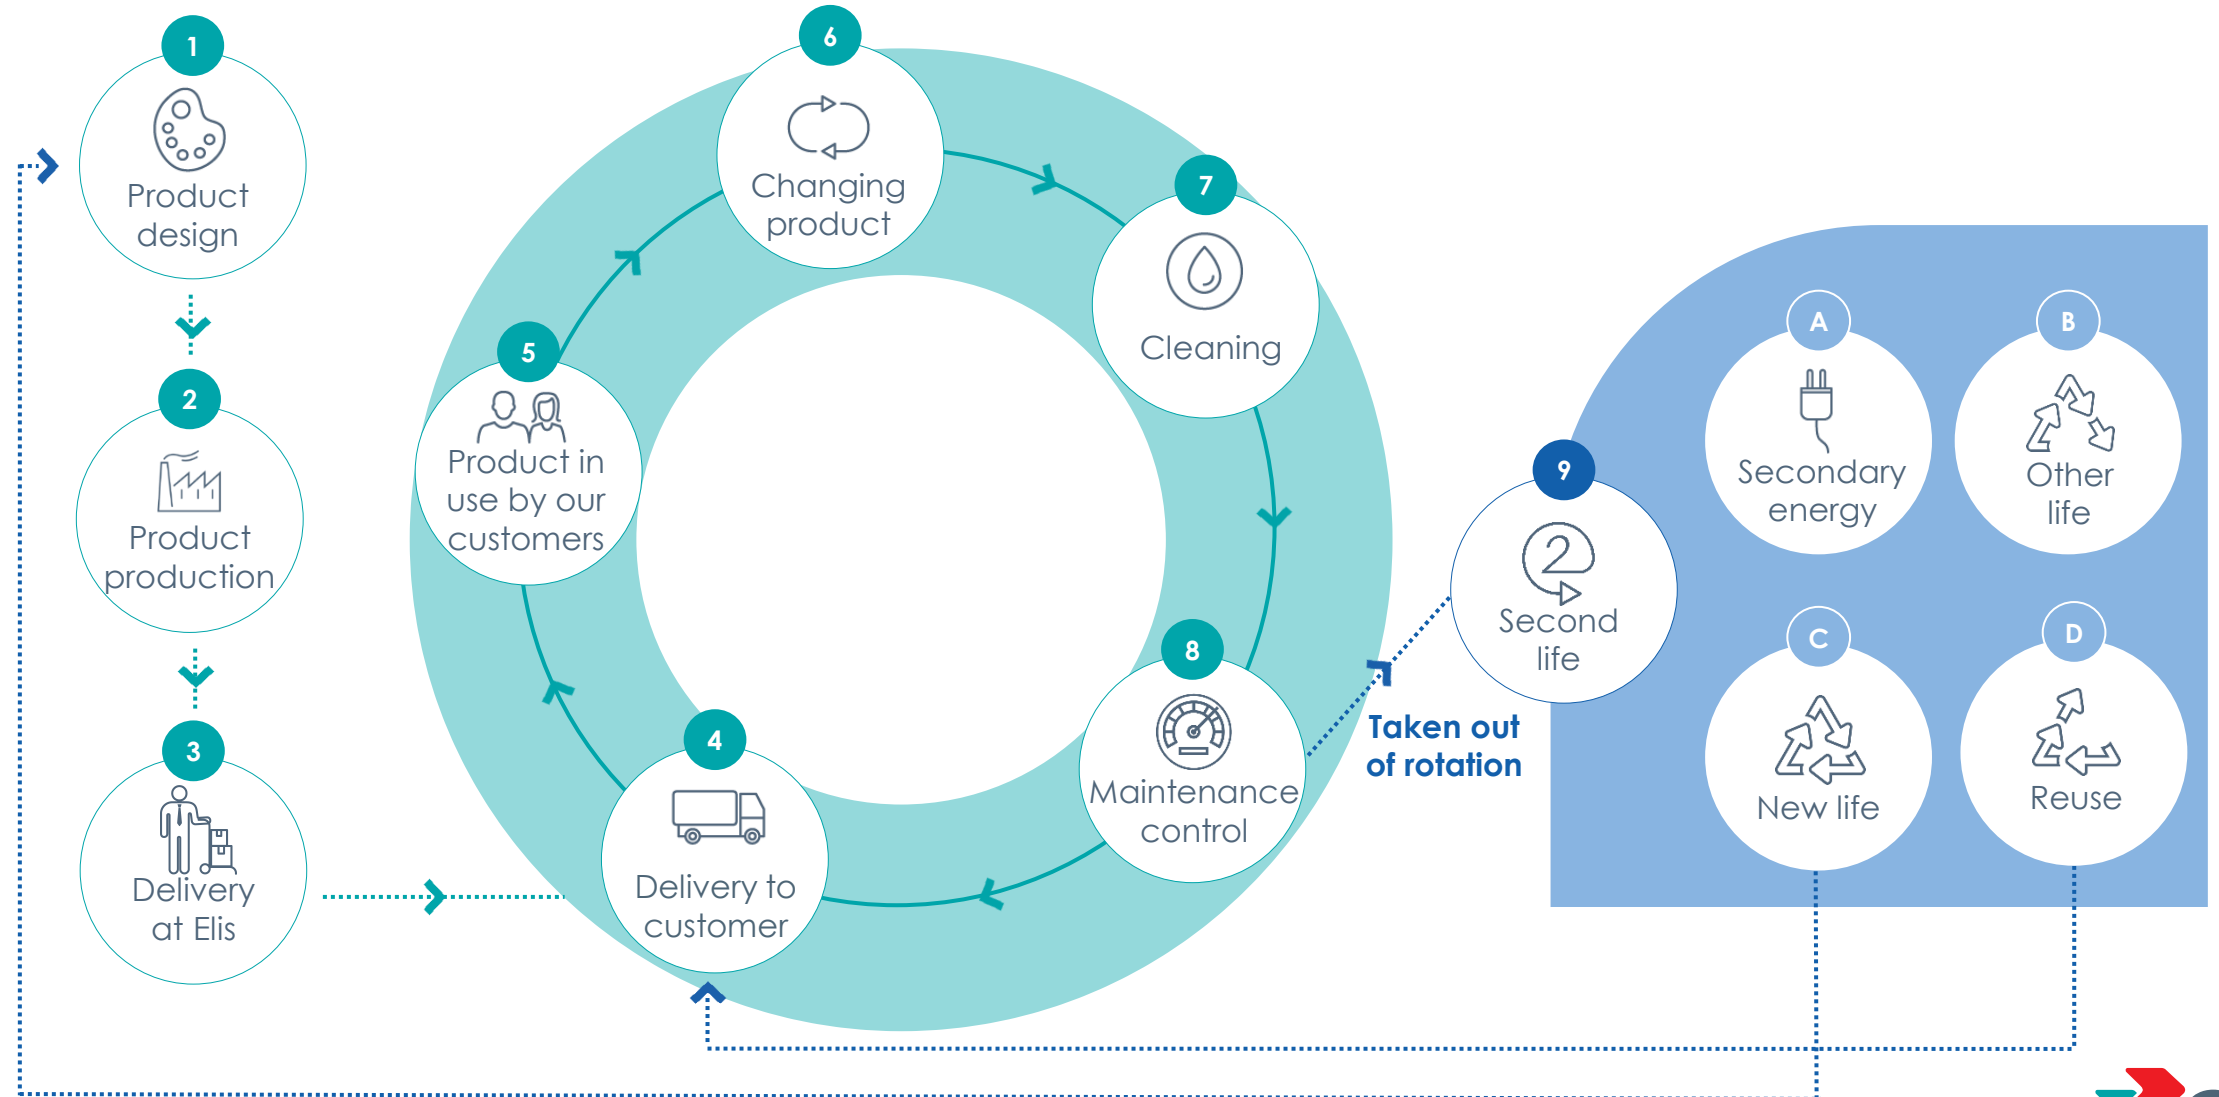 1
Product
design
2
Product
production
3
Delivery
at Elis
4
Delivery to
customer
5
Product in
use by our
customers
6
Changing
product
7
Cleaning
8
Maintenance
control
Taken out
of rotation
9
2
Second
life
A
Secondary
energy
B
Other
life
C
New life
D
Reuse